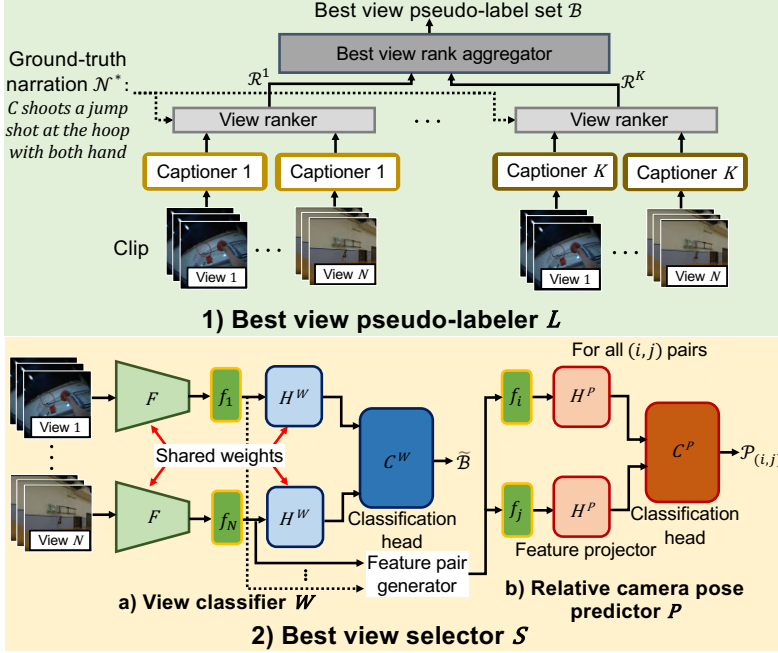 Best view pseudo-label set ℬ
Best view rank aggregator
Ground-truth
narration 𝒩*:
C shoots a jump
shot at the hoop
with both hand
ℛ¹
ℛᴷ
View ranker
. . .
View ranker
Captioner 1
Captioner 1
Captioner K
Captioner K
Clip
View 1
. . .
View N
View 1
. . .
View N
1) Best view pseudo-labeler L
For all (i, j) pairs
View 1
F
f₁
Hᵂ
fᵢ
Hᴾ
Shared weights
Cᵂ
ℬ̃
Cᴾ
𝒫₍ᵢ,ⱼ₎
View N
F
f_N
Hᵂ
fⱼ
Hᴾ
Classification
head
Feature projector
Classification
head
Feature pair
generator
a) View classifier W
b) Relative camera pose
predictor P
2) Best view selector S